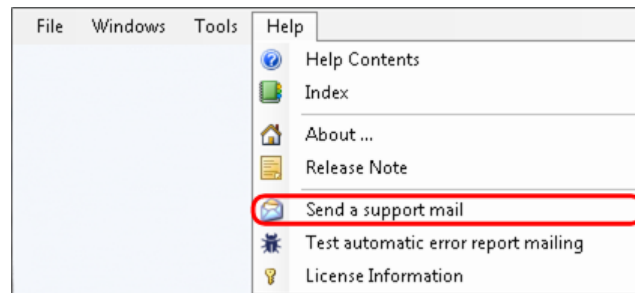 File Windows Tools Help
Help Contents
Index
About ...
Release Note
Send a support mail
Test automatic error report mailing
License Information